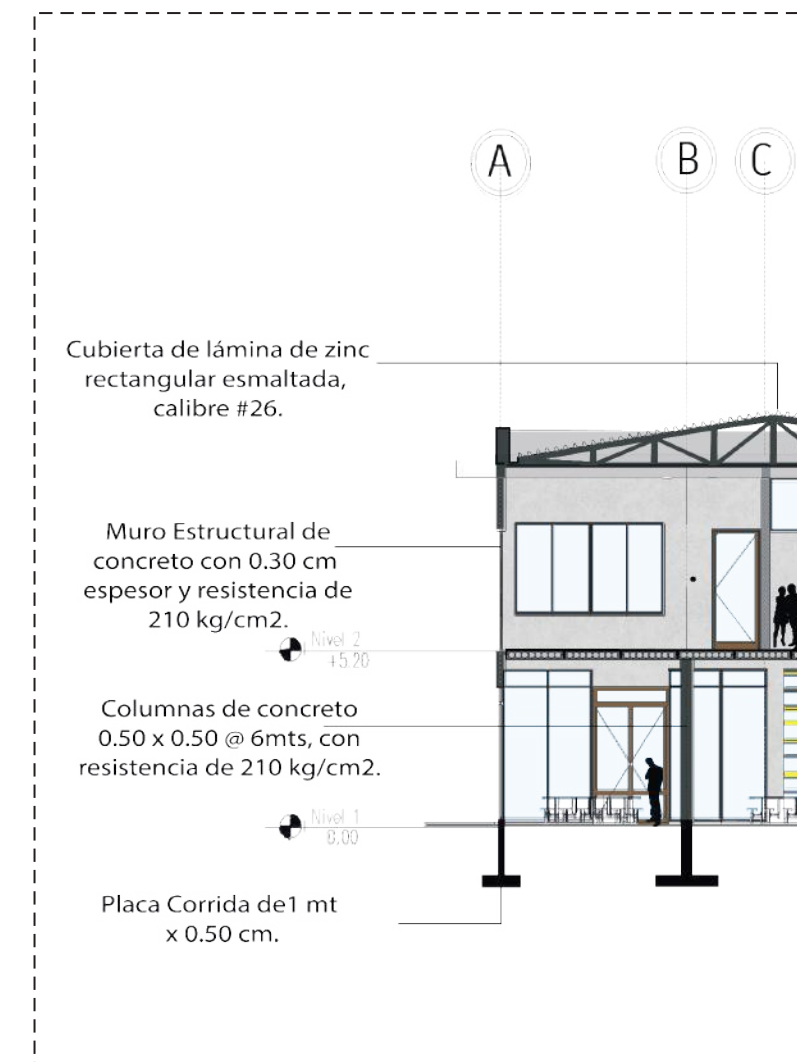 A
B
C
Cubierta de lámina de zinc
rectangular esmaltada,
calibre #26.
Muro Estructural de
concreto con 0.30 cm
espesor y resistencia de
210 kg/cm2.
Nivel 2
+5.20
Columnas de concreto
0.50 x 0.50 @ 6mts, con
resistencia de 210 kg/cm2.
Nivel 1
0.00
Placa Corrida de1 mt
x 0.50 cm.